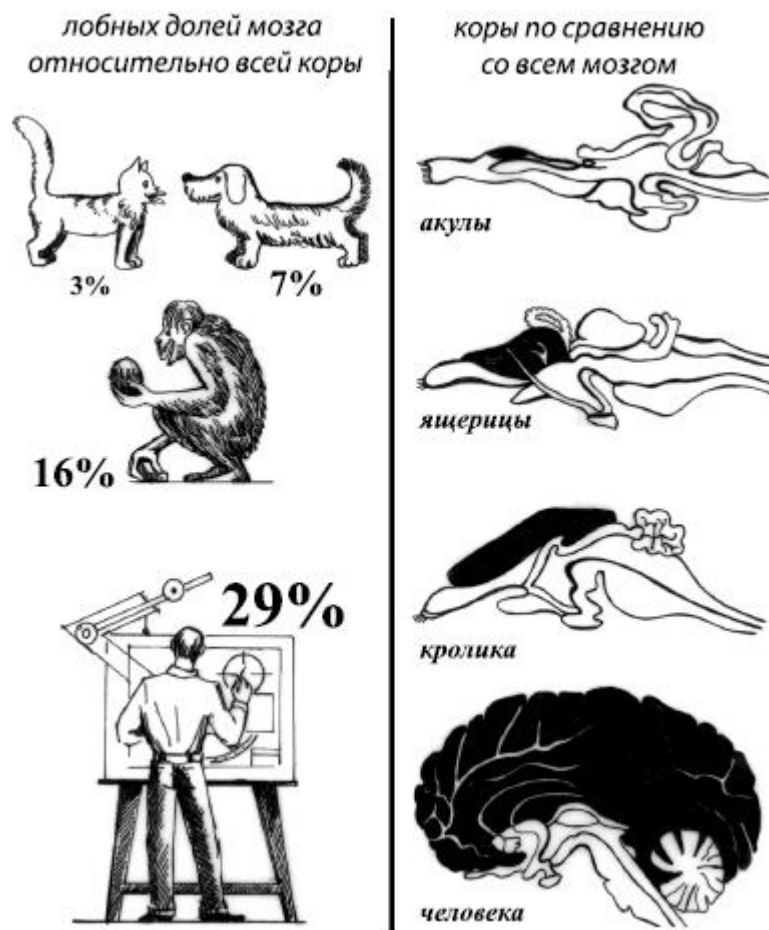 лобных долей мозга
относительно всей коры
3%
7%
16%
29%
коры по сравнению
со всем мозгом
акулы
ящерицы
кролика
человека